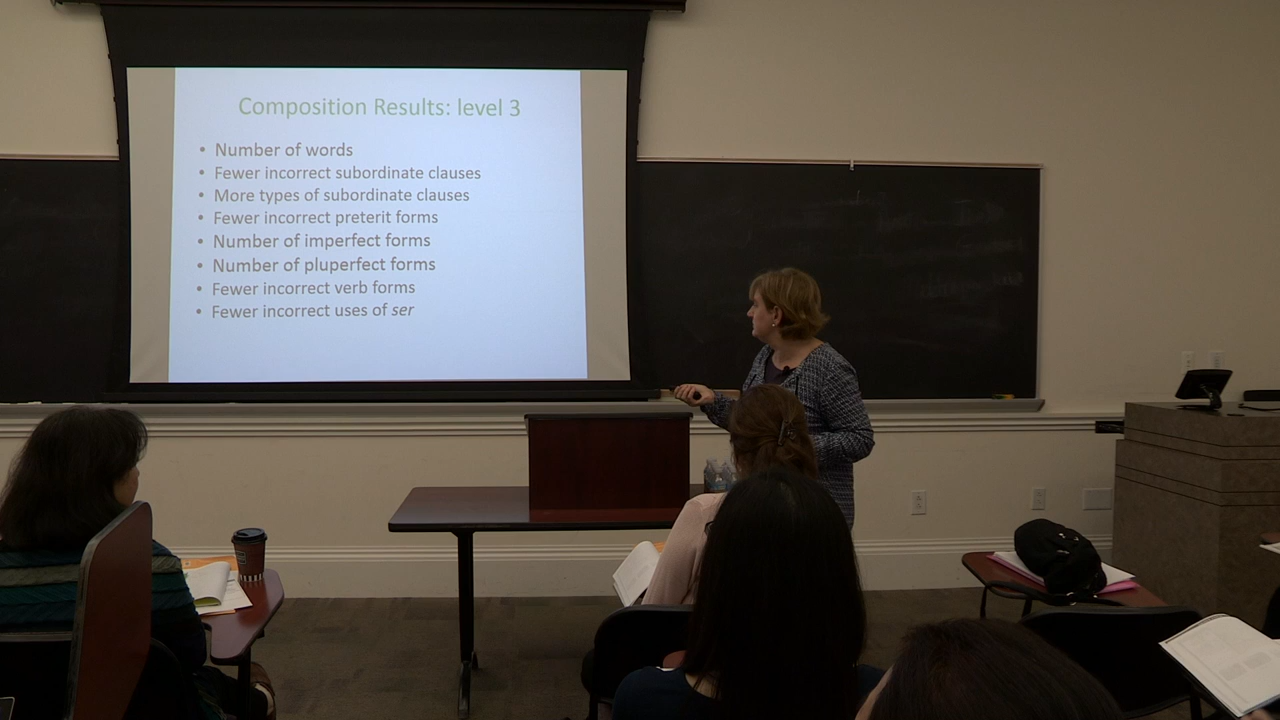 Composition Results: level 3
• Number of words
• Fewer incorrect subordinate clauses
• More types of subordinate clauses
• Fewer incorrect preterit forms
• Number of imperfect forms
• Number of pluperfect forms
• Fewer incorrect verb forms
• Fewer incorrect uses of ser